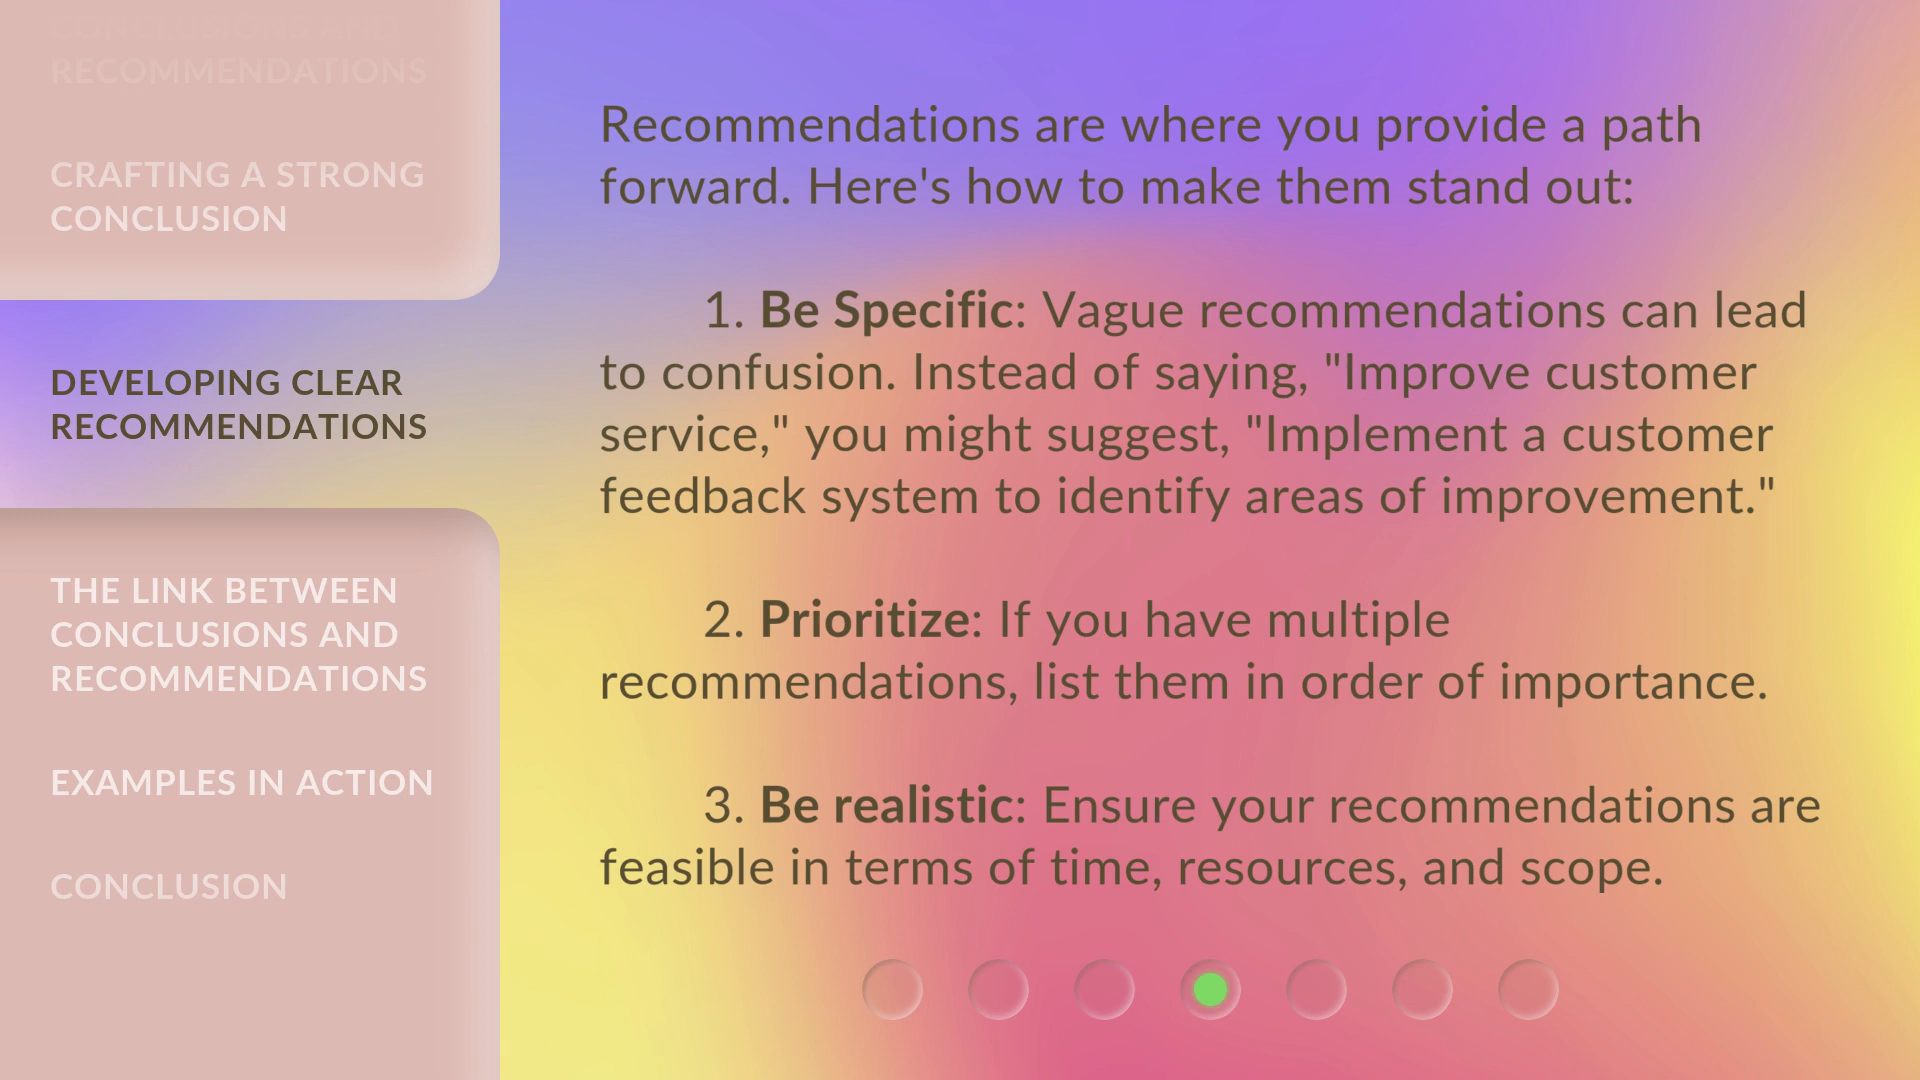 CONCLUSIONS AND
RECOMMENDATIONS
CRAFTING A STRONG
CONCLUSION
DEVELOPING CLEAR
RECOMMENDATIONS
THE LINK BETWEEN
CONCLUSIONS AND
RECOMMENDATIONS
EXAMPLES IN ACTION
CONCLUSION
Recommendations are where you provide a path
forward. Here's how to make them stand out:
1. Be Specific: Vague recommendations can lead
to confusion. Instead of saying, "Improve customer
service," you might suggest, "Implement a customer
feedback system to identify areas of improvement."
2. Prioritize: If you have multiple
recommendations, list them in order of importance.
3. Be realistic: Ensure your recommendations are
feasible in terms of time, resources, and scope.